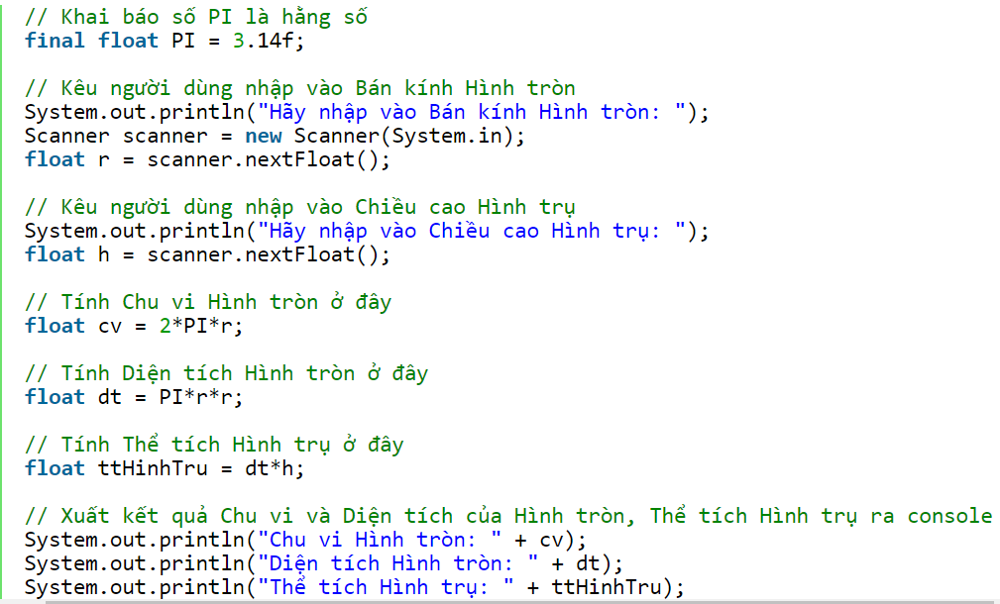 // Khai báo số PI là hằng số
final float PI = 3.14f;
// Kêu người dùng nhập vào Bán kính Hình tròn
System.out.println("Hãy nhập vào Bán kính Hình tròn: ");
Scanner scanner = new Scanner(System.in);
float r = scanner.nextFloat();
// Kêu người dùng nhập vào Chiều cao Hình trụ
System.out.println("Hãy nhập vào Chiều cao Hình trụ: ");
float h = scanner.nextFloat();
// Tính Chu vi Hình tròn ở đây
float cv = 2*PI*r;
// Tính Diện tích Hình tròn ở đây
float dt = PI*r*r;
// Tính Thể tích Hình trụ ở đây
float ttHinhTru = dt*h;
// Xuất kết quả Chu vi và Diện tích của Hình tròn, Thể tích Hình trụ ra console
System.out.println("Chu vi Hình tròn: " + cv);
System.out.println("Diện tích Hình tròn: " + dt);
System.out.println("Thể tích Hình trụ: " + ttHinhTru);